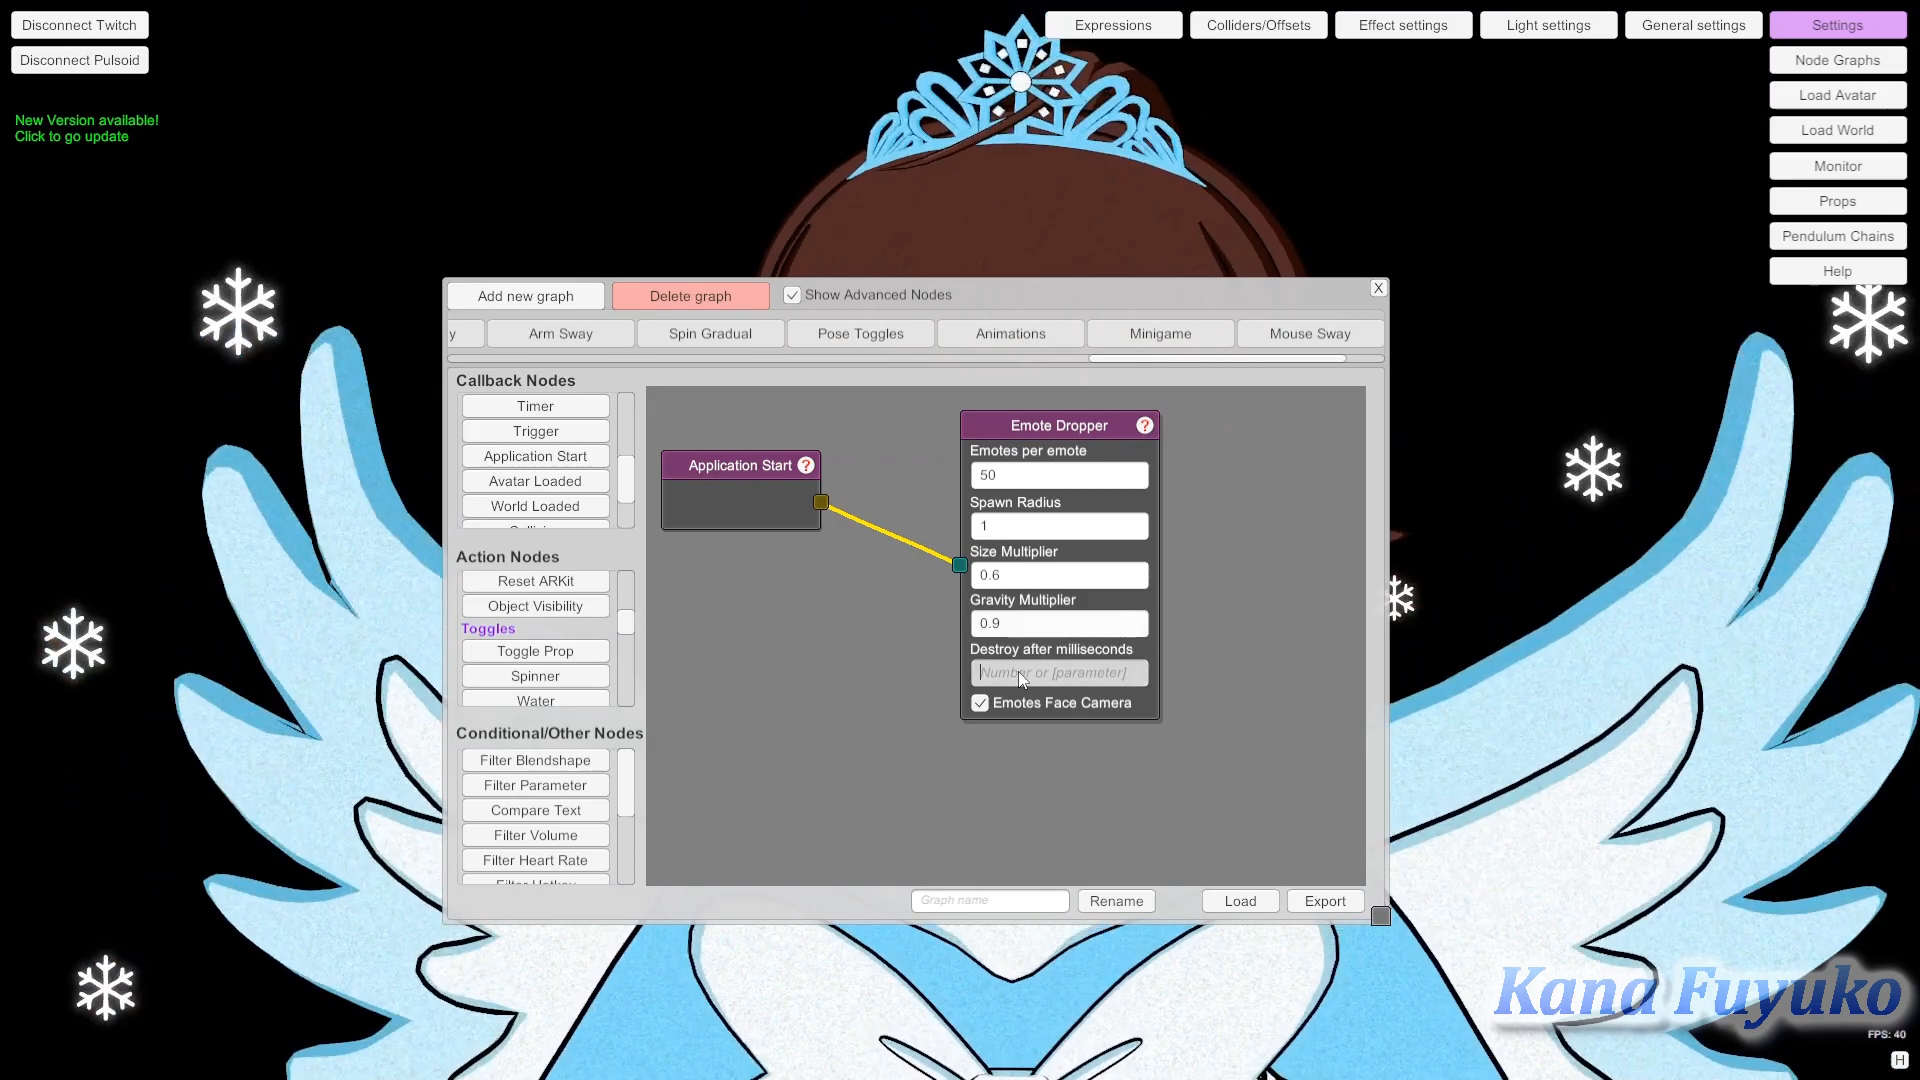 Disconnect Twitch
Disconnect Pulsoid
New Version available!
Click to go update
Expressions
Colliders/Offsets
Effect settings
Light settings
General settings
Settings
Node Graphs
Load Avatar
Load World
Monitor
Props
Pendulum Chains
Help
Add new graph
Delete graph
Show Advanced Nodes
X
y
Arm Sway
Spin Gradual
Pose Toggles
Animations
Minigame
Mouse Sway
Callback Nodes
Timer
Trigger
Application Start
Avatar Loaded
World Loaded
Action Nodes
Reset ARKit
Object Visibility
Toggles
Toggle Prop
Spinner
Water
Conditional/Other Nodes
Filter Blendshape
Filter Parameter
Compare Text
Filter Volume
Filter Heart Rate
Application Start ?
Emote Dropper ?
Emotes per emote
50
Spawn Radius
1
Size Multiplier
0.6
Gravity Multiplier
0.9
Destroy after milliseconds
Number or [parameter]
Emotes Face Camera
Graph name
Rename
Load
Export
Kana Fuyuko
FPS: 40
H